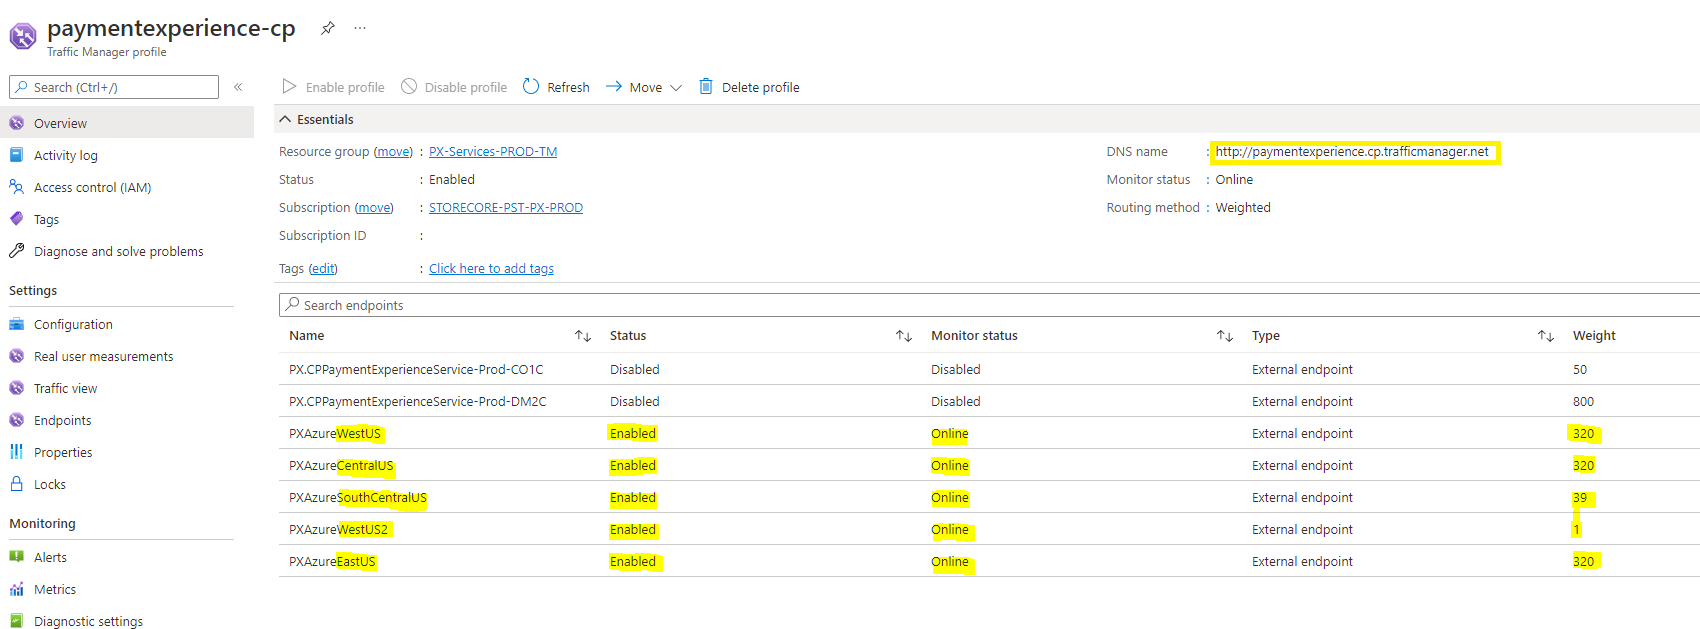 paymentexperience-cp
Traffic Manager profile
Search (Ctrl+/)
Overview
Activity log
Access control (IAM)
Tags
Diagnose and solve problems
Settings
Configuration
Real user measurements
Traffic view
Endpoints
Properties
Locks
Monitoring
Alerts
Metrics
Diagnostic settings
Enable profile Disable profile Refresh Move Delete profile
Essentials
Resource group (move) : PX-Services-PROD-TM
Status : Enabled
Subscription (move) : STORECORE-PST-PX-PROD
Subscription ID :
Tags (edit) : Click here to add tags
DNS name : http://paymentexperience.cp.trafficmanager.net
Monitor status : Online
Routing method : Weighted
Search endpoints
Name Status Monitor status Type Weight
PX.CPPaymentExperienceService-Prod-CO1C Disabled Disabled External endpoint 50
PX.CPPaymentExperienceService-Prod-DM2C Disabled Disabled External endpoint 800
PXAzureWestUS Enabled Online External endpoint 320
PXAzureCentralUS Enabled Online External endpoint 320
PXAzureSouthCentralUS Enabled Online External endpoint 39
PXAzureWestUS2 Enabled Online External endpoint 1
PXAzureEastUS Enabled Online External endpoint 320